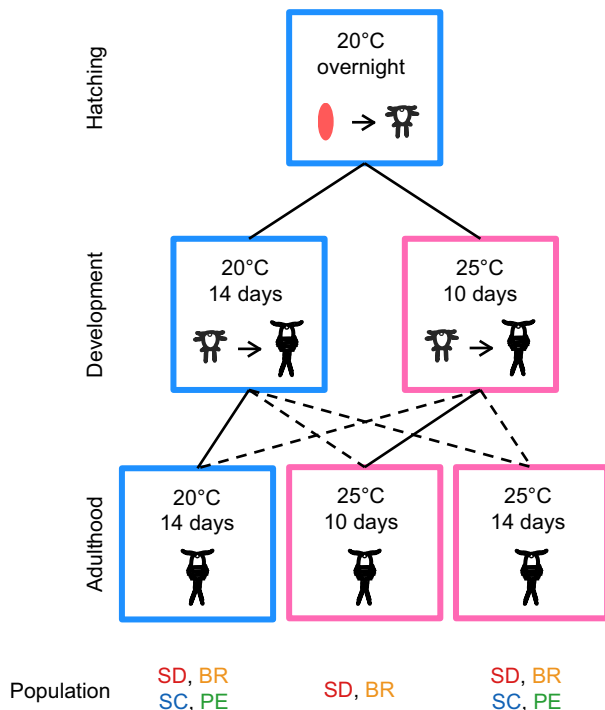 Hatching
20°C
overnight
Development
20°C
14 days
25°C
10 days
Adulthood
20°C
14 days
25°C
10 days
25°C
14 days
Population
SD, BR
SC, PE
SD, BR
SD, BR
SC, PE